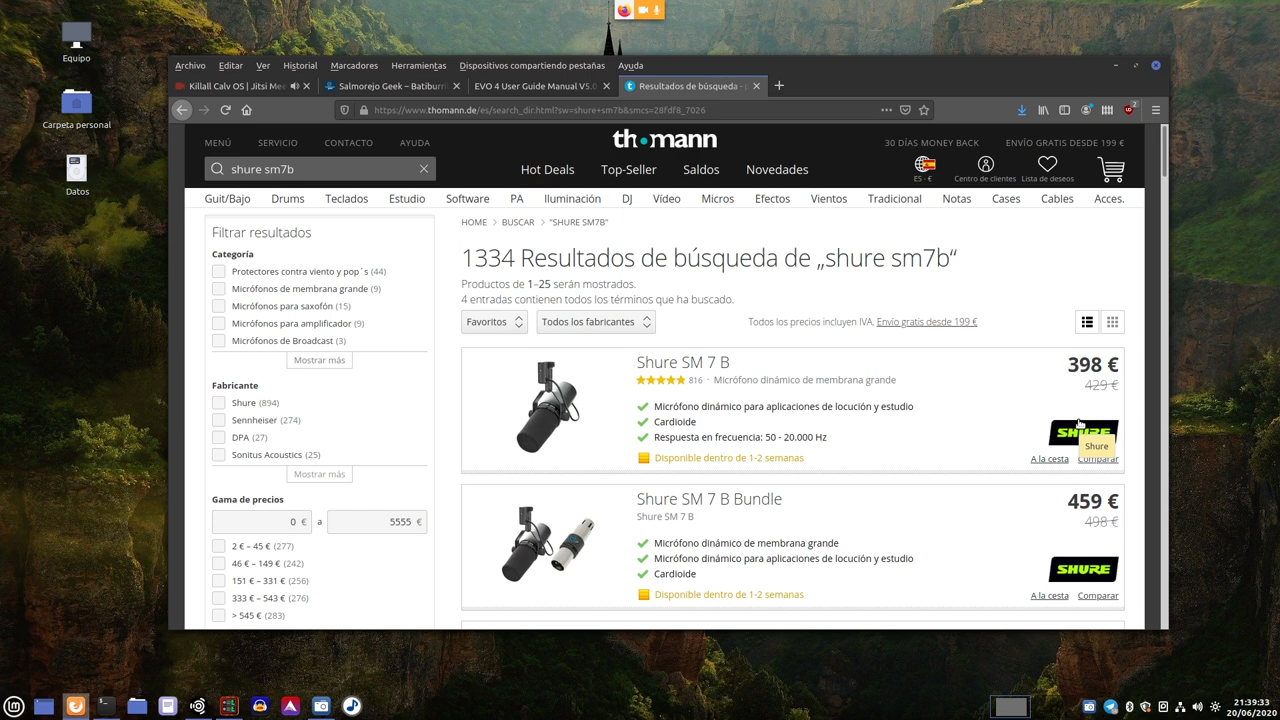 Equipo
Carpeta personal
Datos
Archivo Editar Ver Historial Marcadores Herramientas Dispositivos compartiendo pestañas Ayuda
Killall Calv OS | Jitsi Me
Salmorejo Geek – Batiburri
EVO 4 User Guide Manual V5.0
Resultados de búsqueda -
https://www.thomann.de/es/search_dir.html?sw=shure+sm7b&smcs=28fdf8_7026
2
MENÚ SERVICIO CONTACTO AYUDA
th•mann
30 DÍAS MONEY BACK ENVÍO GRATIS DESDE 199 €
shure sm7b
Hot Deals Top-Seller Saldos Novedades
ES - € Centro de clientes Lista de deseos
Guit/Bajo Drums Teclados Estudio Software PA Iluminación DJ Vídeo Micros Efectos Vientos Tradicional Notas Cases Cables Acces.
HOME > BUSCAR > "SHURE SM7B"
Filtrar resultados
Categoría
Protectores contra viento y pop´s (44)
Micrófonos de membrana grande (9)
Micrófonos para saxofón (15)
Micrófonos para amplificador (9)
Micrófonos de Broadcast (3)
Mostrar más
Fabricante
Shure (894)
Sennheiser (274)
DPA (27)
Sonitus Acoustics (25)
Mostrar más
Gama de precios
0 € a 5555 €
2 € – 45 € (277)
46 € – 149 € (242)
151 € – 331 € (256)
333 € – 543 € (276)
> 545 € (283)
1334 Resultados de búsqueda de „shure sm7b“
Productos de 1–25 serán mostrados.
4 entradas contienen todos los términos que ha buscado.
Favoritos Todos los fabricantes
Todos los precios incluyen IVA. Envío gratis desde 199 €
Shure SM 7 B
816 · Micrófono dinámico de membrana grande
Micrófono dinámico para aplicaciones de locución y estudio
Cardioide
Respuesta en frecuencia: 50 - 20.000 Hz
Disponible dentro de 1-2 semanas
398 €
429 €
SHURE
Shure
A la cesta Comparar
Shure SM 7 B Bundle
Shure SM 7 B
Micrófono dinámico de membrana grande
Micrófono dinámico para aplicaciones de locución y estudio
Cardioide
Disponible dentro de 1-2 semanas
459 €
498 €
SHURE
A la cesta Comparar
21:39:33
20/06/2020